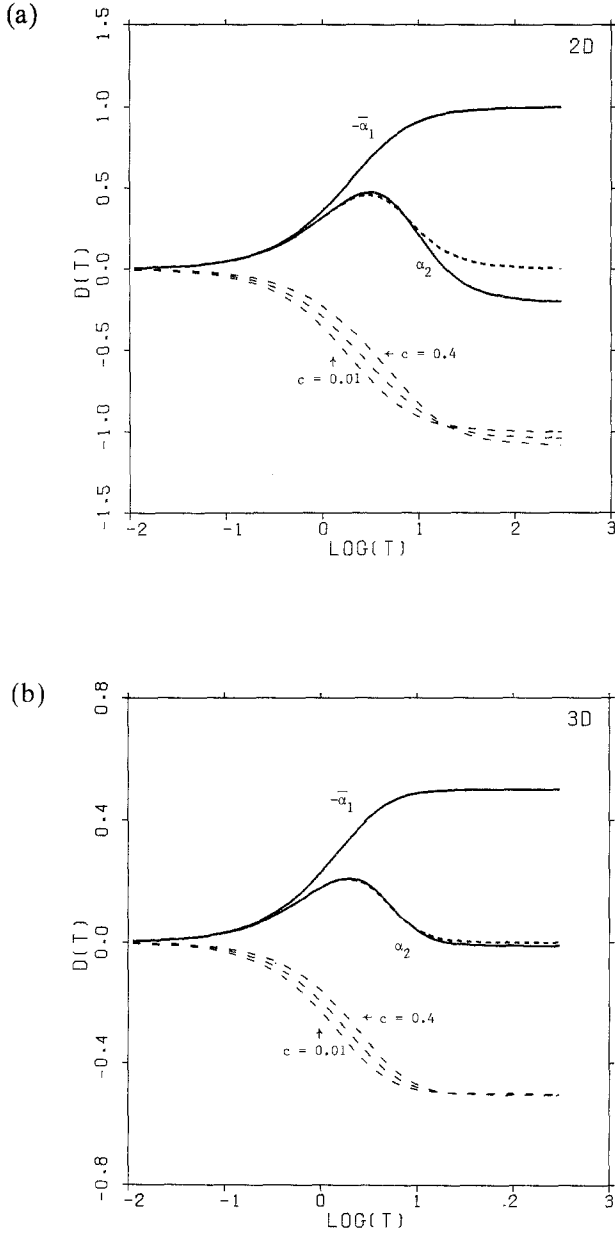 (a)
1.5
2D
1.0
-ᾱ₁
0.5
D(T)
0.0
α₂
← c = 0.4
↑
c = 0.01
-0.5
-1.0
-1.5
-2 -1 0 1 2 3
LOG(T)
(b)
0.8
3D
-ᾱ₁
0.4
D(T)
0.0
α₂
← c = 0.4
↑
c = 0.01
-0.4
-0.8
-2 -1 0 1 .2 3
LOG(T)